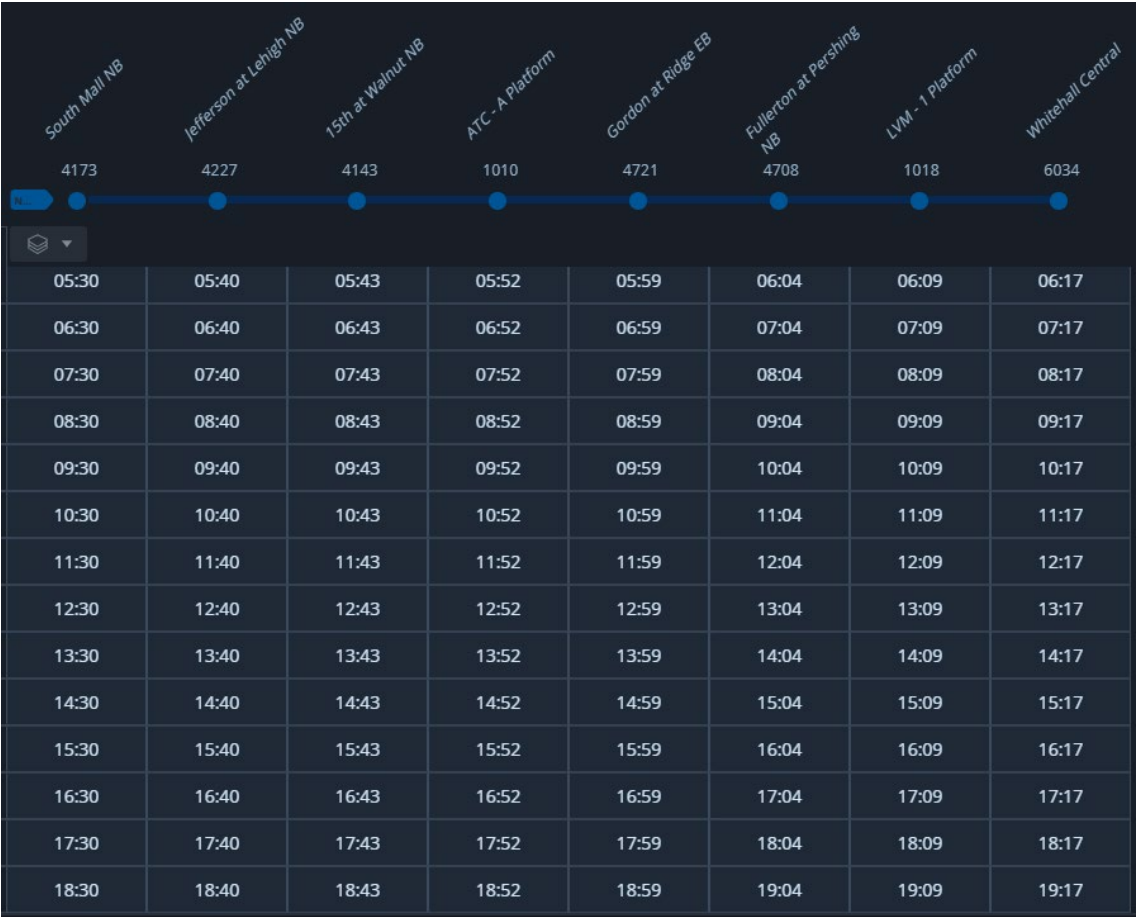 South Mall NB
Jefferson at Lehigh NB
15th at Walnut NB
ATC - A Platform
Gordon at Ridge EB
Fullerton at Pershing
NB
LVM - 1 Platform
Whitehall Central
4173 4227 4143 1010 4721 4708 1018 6034
N...
05:30 05:40 05:43 05:52 05:59 06:04 06:09 06:17
06:30 06:40 06:43 06:52 06:59 07:04 07:09 07:17
07:30 07:40 07:43 07:52 07:59 08:04 08:09 08:17
08:30 08:40 08:43 08:52 08:59 09:04 09:09 09:17
09:30 09:40 09:43 09:52 09:59 10:04 10:09 10:17
10:30 10:40 10:43 10:52 10:59 11:04 11:09 11:17
11:30 11:40 11:43 11:52 11:59 12:04 12:09 12:17
12:30 12:40 12:43 12:52 12:59 13:04 13:09 13:17
13:30 13:40 13:43 13:52 13:59 14:04 14:09 14:17
14:30 14:40 14:43 14:52 14:59 15:04 15:09 15:17
15:30 15:40 15:43 15:52 15:59 16:04 16:09 16:17
16:30 16:40 16:43 16:52 16:59 17:04 17:09 17:17
17:30 17:40 17:43 17:52 17:59 18:04 18:09 18:17
18:30 18:40 18:43 18:52 18:59 19:04 19:09 19:17